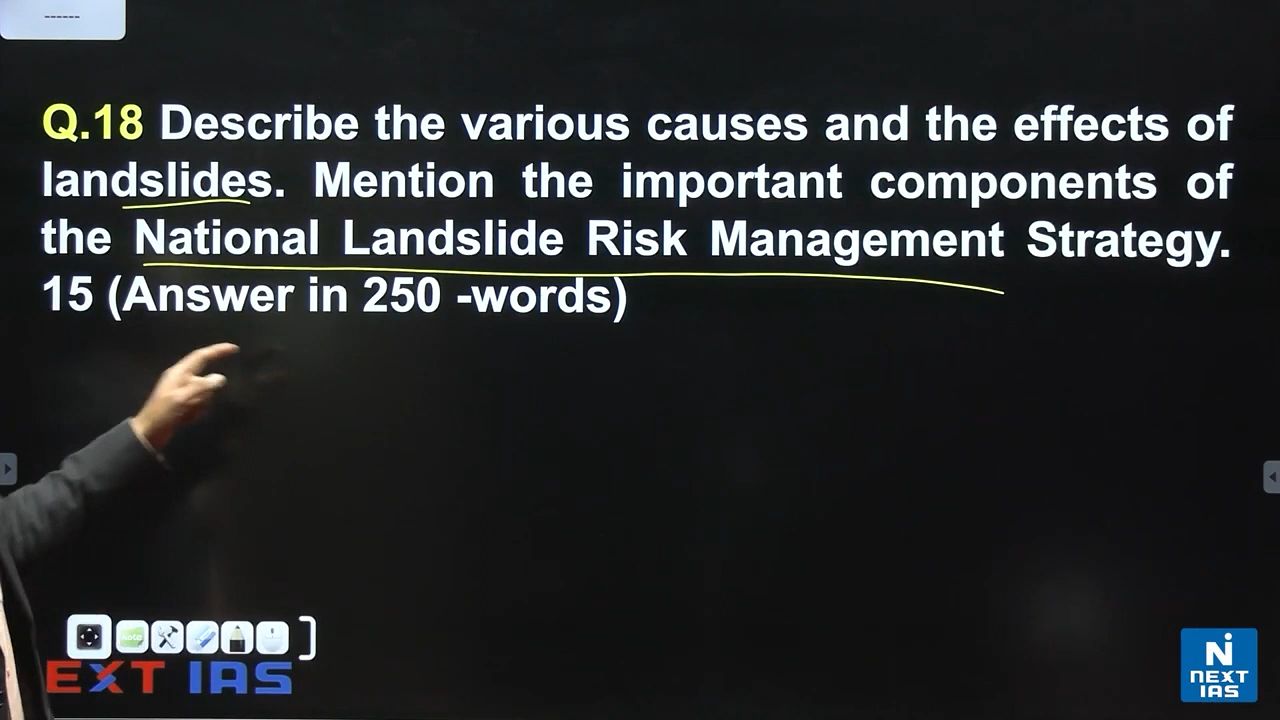 ------
Q.18 Describe the various causes and the effects of
landslides. Mention the important components of
the National Landslide Risk Management Strategy.
15 (Answer in 250 -words)
note
EXT IAS
N
NEXT
IAS